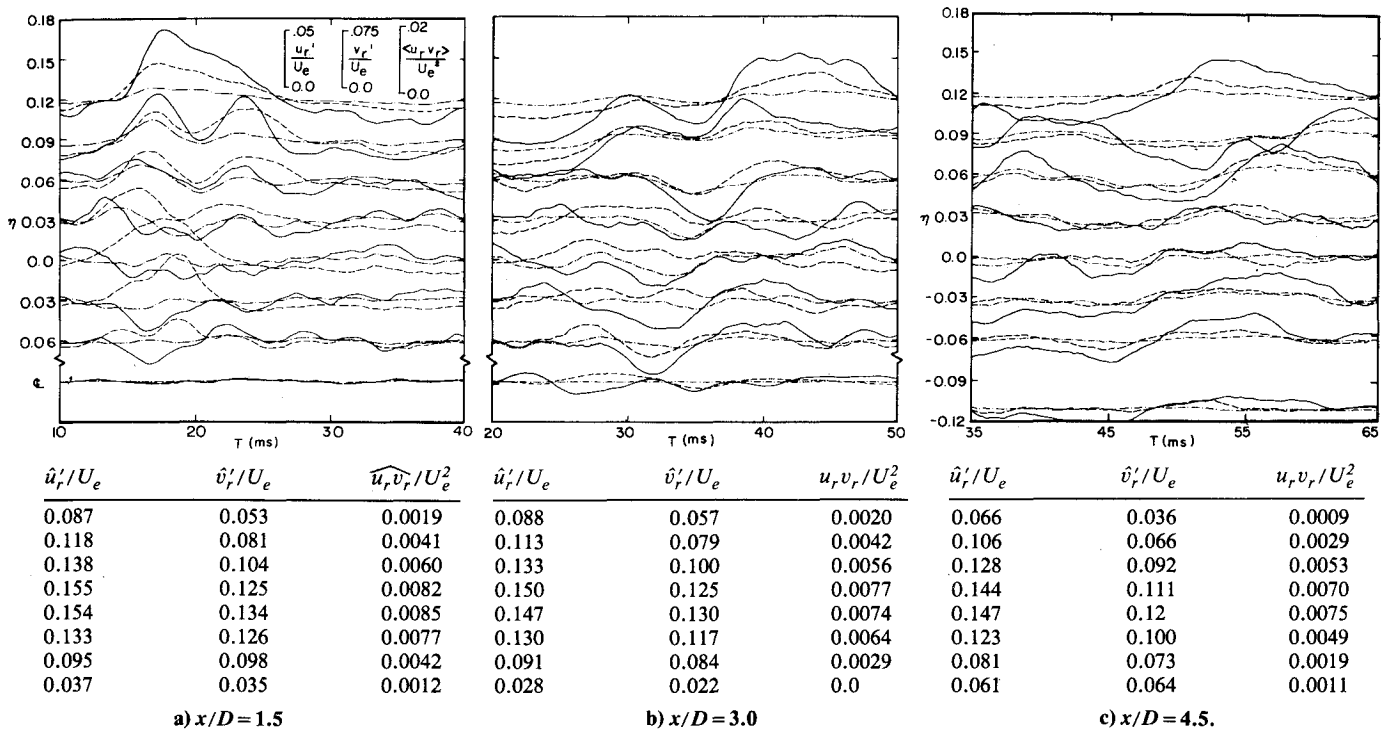 0.18
0.15
0.12
0.09
0.06
η 0.03
0.0
0.03
0.06
℄
.05 .075 .02
u_r' v_r' <u_r v_r>
U_e U_e U_e²
0.0 0.0 0.0
10 20 30 40
T (ms)
20 30 40 50
T (ms)
0.18
0.15
0.12
0.09
0.06
η 0.03
0.0
-0.03
-0.06
-0.09
-0.12
35 45 55 65
T (ms)
û_r'/U_e v̂_r'/U_e \widehat{u_r v_r}/U_e²
0.087 0.053 0.0019
0.118 0.081 0.0041
0.138 0.104 0.0060
0.155 0.125 0.0082
0.154 0.134 0.0085
0.133 0.126 0.0077
0.095 0.098 0.0042
0.037 0.035 0.0012
a) x/D = 1.5
û_r'/U_e v̂_r'/U_e u_r v_r/U_e²
0.088 0.057 0.0020
0.113 0.079 0.0042
0.133 0.100 0.0056
0.150 0.125 0.0077
0.147 0.130 0.0074
0.130 0.117 0.0064
0.091 0.084 0.0029
0.028 0.022 0.0
b) x/D = 3.0
û_r'/U_e v̂_r'/U_e u_r v_r/U_e²
0.066 0.036 0.0009
0.106 0.066 0.0029
0.128 0.092 0.0053
0.144 0.111 0.0070
0.147 0.12 0.0075
0.123 0.100 0.0049
0.081 0.073 0.0019
0.061 0.064 0.0011
c) x/D = 4.5.